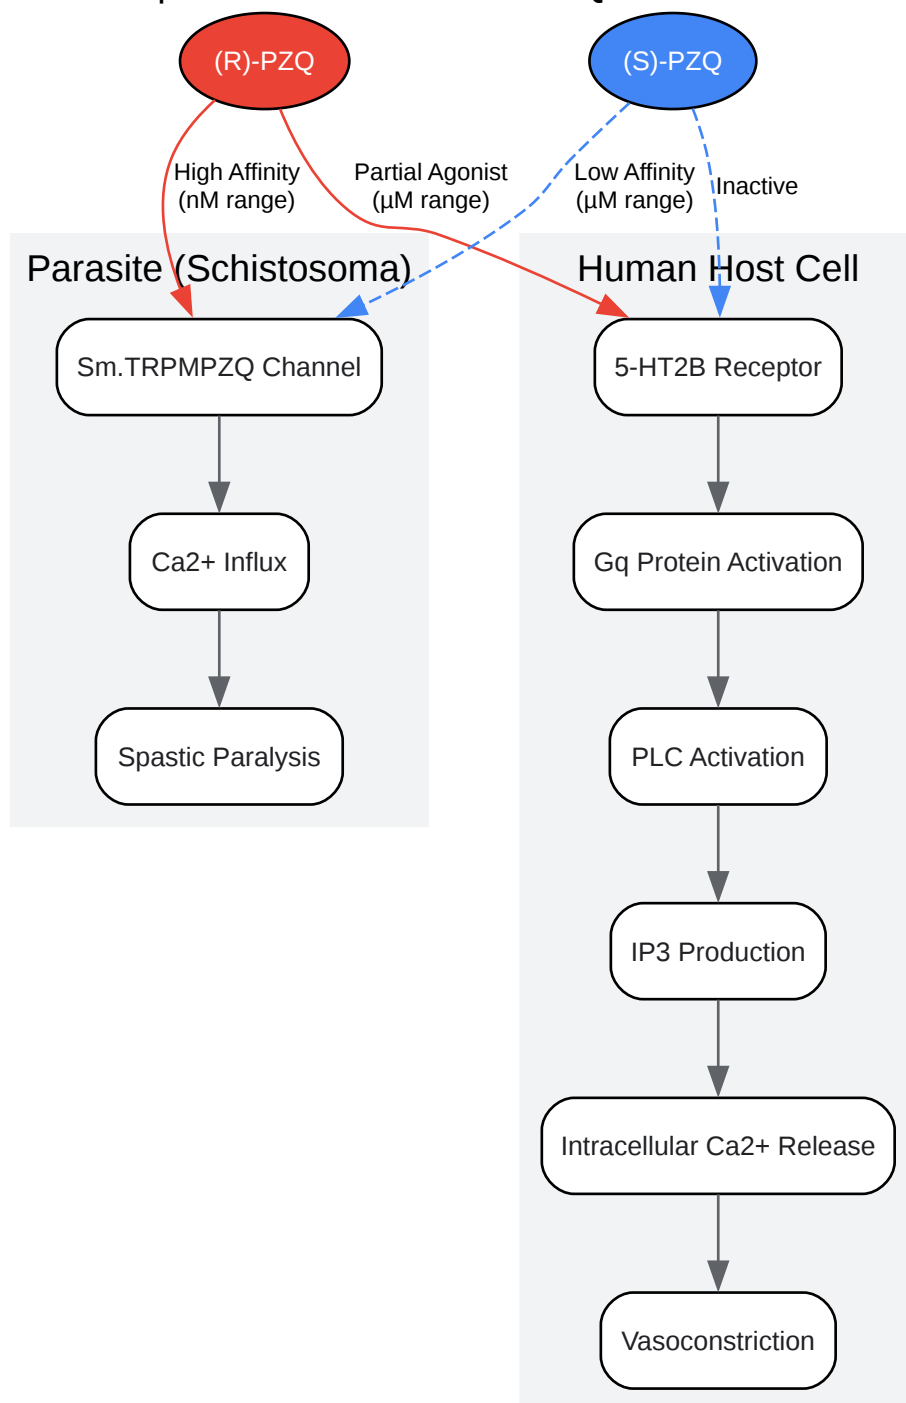 (R)-PZQ
(S)-PZQ
High Affinity
(nM range)
Partial Agonist
(µM range)
Low Affinity
(µM range)
Inactive
Parasite (Schistosoma)
Human Host Cell
Sm.TRPMPZQ Channel
5-HT2B Receptor
Ca2+ Influx
Gq Protein Activation
Spastic Paralysis
PLC Activation
IP3 Production
Intracellular Ca2+ Release
Vasoconstriction